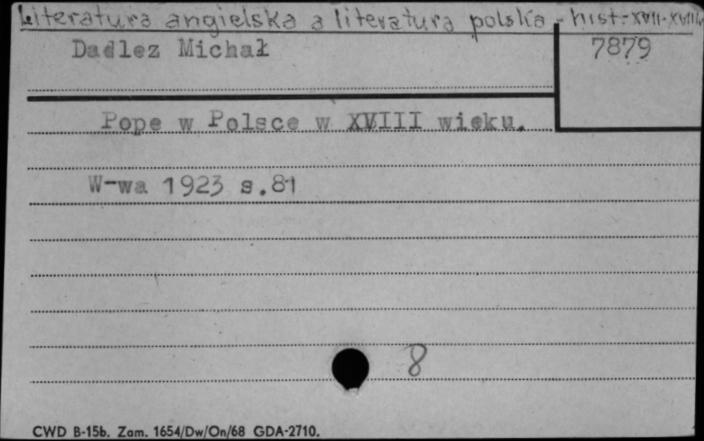 Literatura angielska a literatura polska - hist.-XVII-XVIIIw
Dadlez Michał
7879
Pope w Polsce w XVIII wieku.
W-wa 1923 s.81
8
CWD B-15b. Zam. 1654/Dw/On/68 GDA-2710.